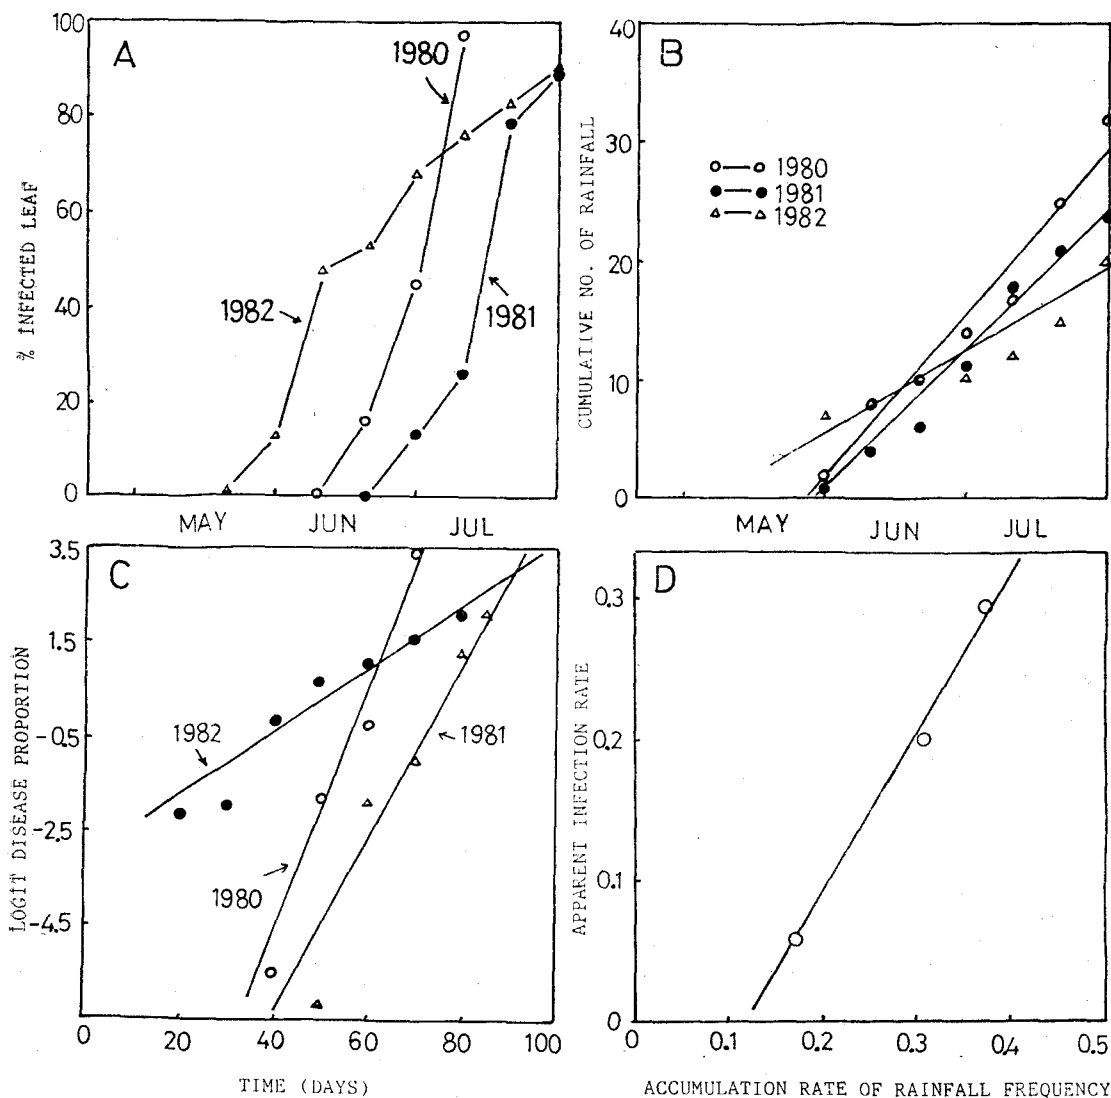 A
100
80
60
40
20
0
% INFECTED LEAF
1980
1982
1981
MAY JUN JUL
B
40
30
20
10
0
CUMULATIVE NO. OF RAINFALL
1980
1981
1982
MAY JUN JUL
C
3.5
1.5
-0.5
-2.5
-4.5
LOGIT DISEASE PROPORTION
1982
1981
1980
0 20 40 60 80 100
TIME (DAYS)
D
0.3
0.2
0.1
0
APPARENT INFECTION RATE
0 0.1 0.2 0.3 0.4 0.5
ACCUMULATION RATE OF RAINFALL FREQUENCY